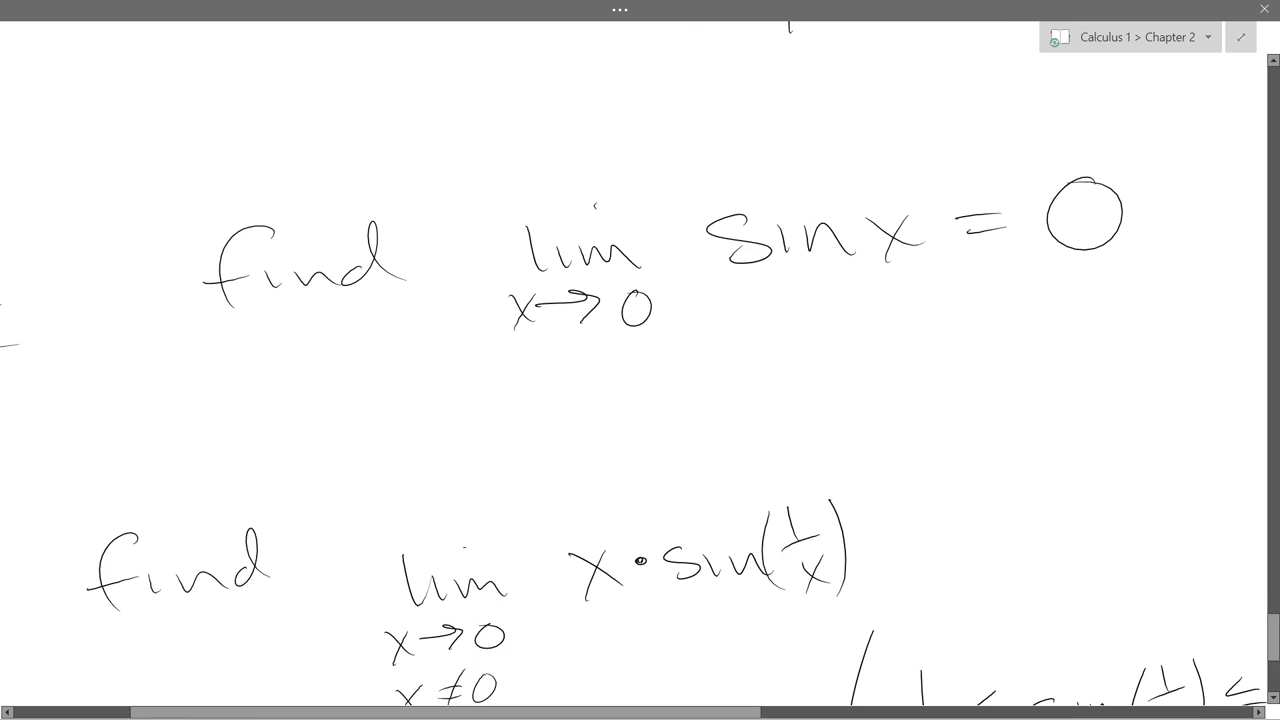 Calculus 1 > Chapter 2
find lim sin x = 0
x → 0
find lim x · sin(1/x)
x → 0
x ≠ 0